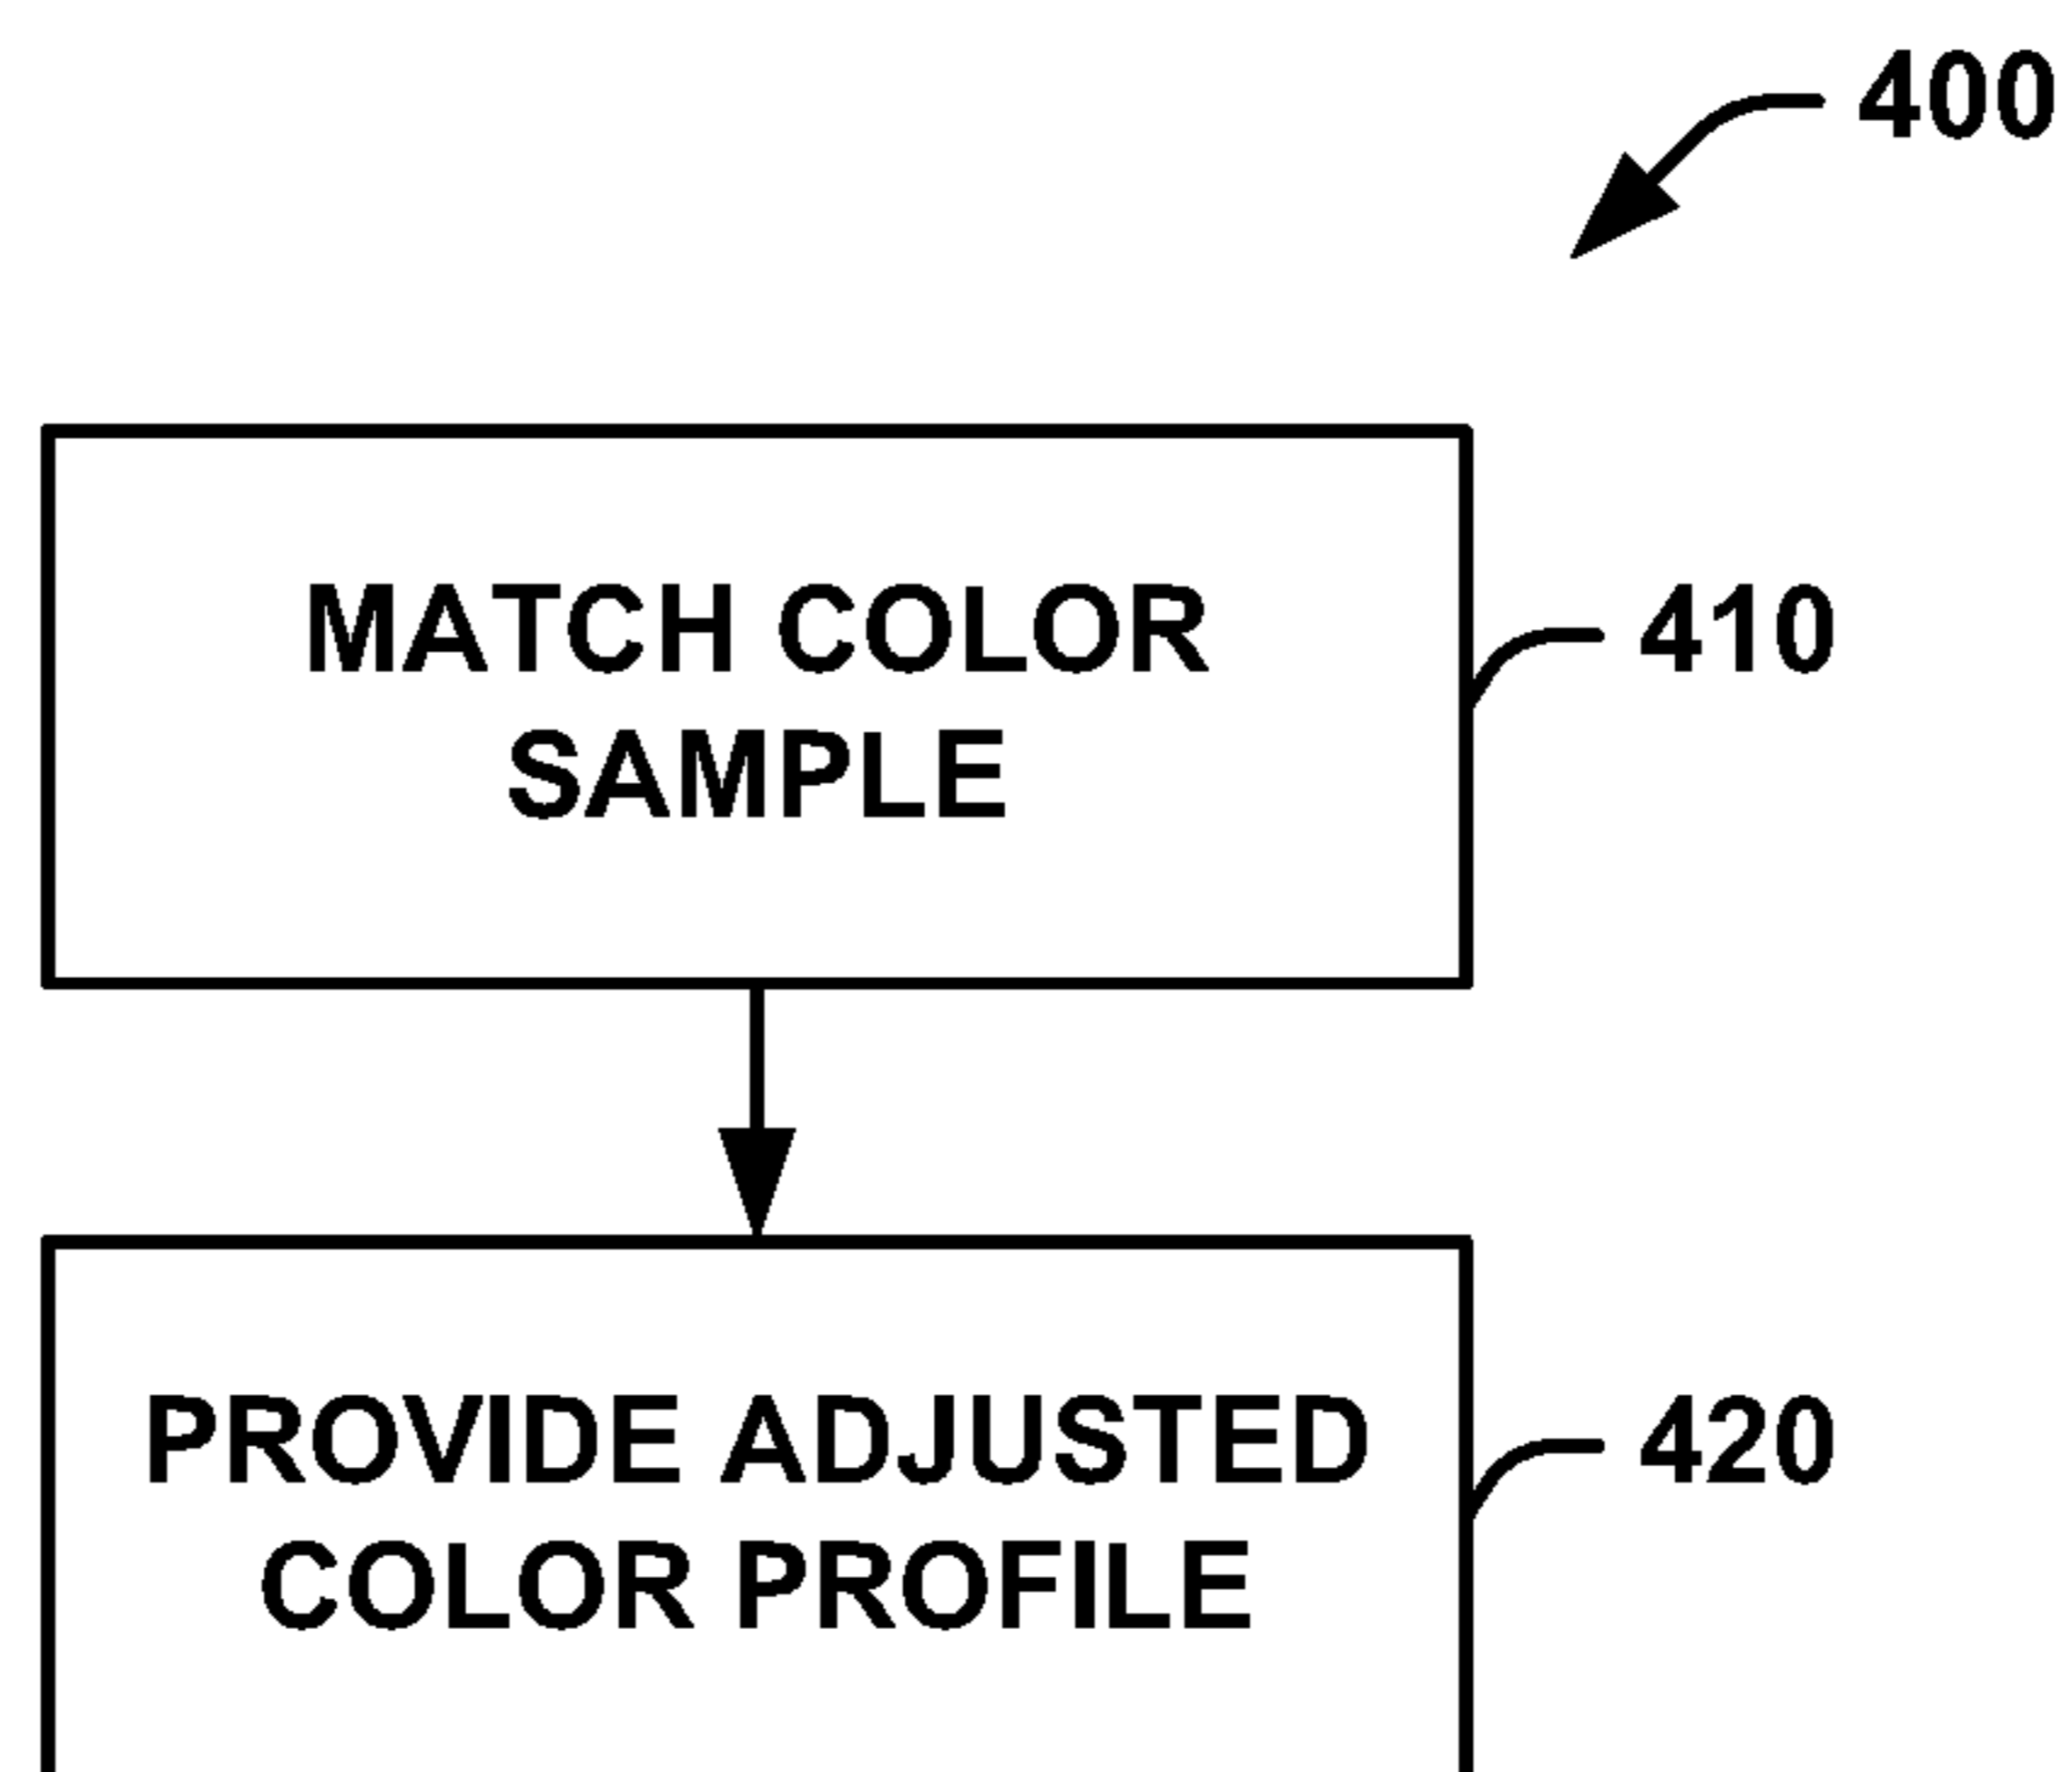 400
MATCH COLOR
SAMPLE
410
PROVIDE ADJUSTED
COLOR PROFILE
420